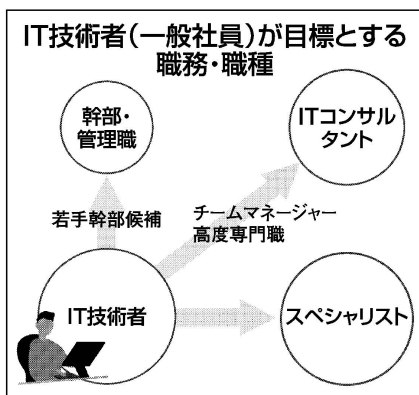 IT技術者（一般社員）が目標とする
職務・職種
幹部・
管理職
ITコンサル
タント
若手幹部候補
チームマネージャー
高度専門職
IT技術者
スペシャリスト